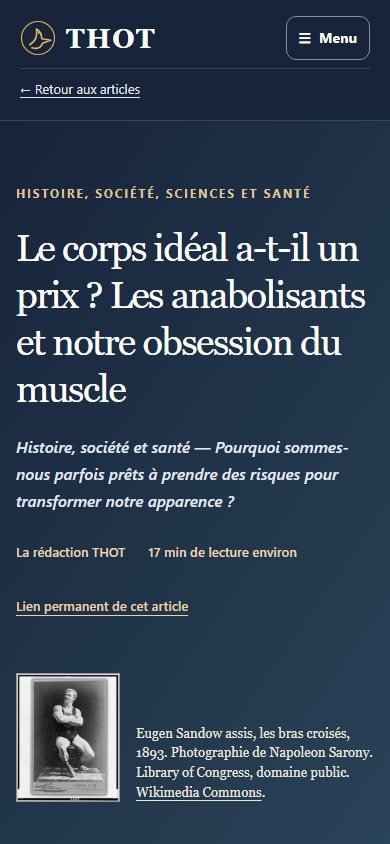 THOT
☰ Menu
← Retour aux articles
HISTOIRE, SOCIÉTÉ, SCIENCES ET SANTÉ
Le corps idéal a-t-il un
prix ? Les anabolisants
et notre obsession du
muscle
Histoire, société et santé — Pourquoi sommes-
nous parfois prêts à prendre des risques pour
transformer notre apparence ?
La rédaction THOT 17 min de lecture environ
Lien permanent de cet article
Eugen Sandow assis, les bras croisés,
1893. Photographie de Napoleon Sarony.
Library of Congress, domaine public.
Wikimedia Commons.